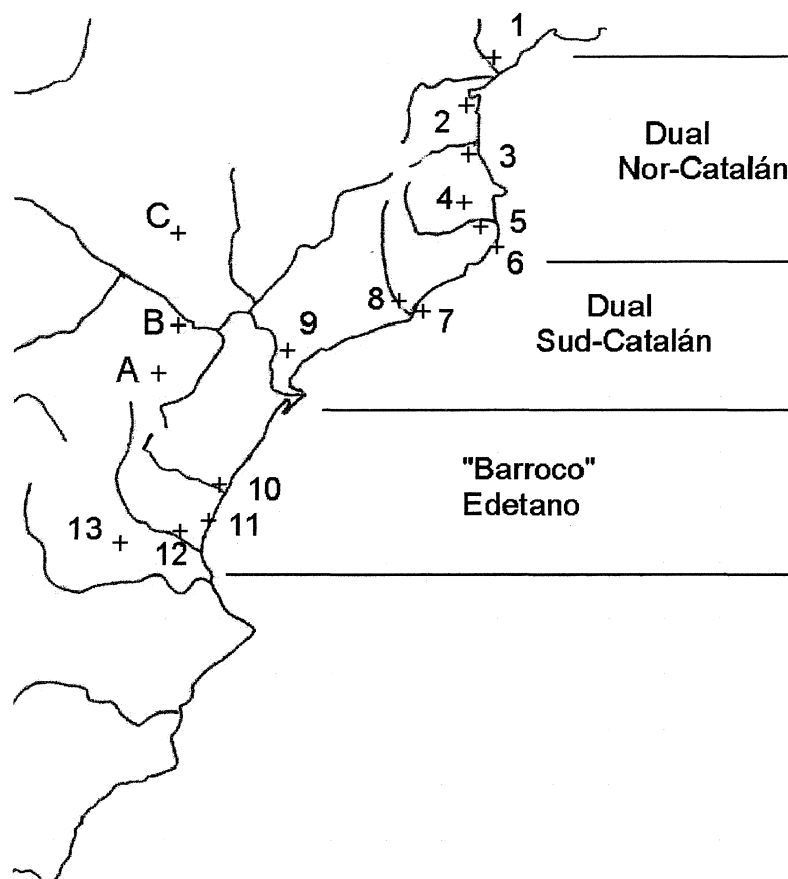 1
2
3
Dual
Nor-Catalán
4
5
6
C
B
A
9
8
7
Dual
Sud-Catalán
"Barroco"
Edetano
10
11
12
13